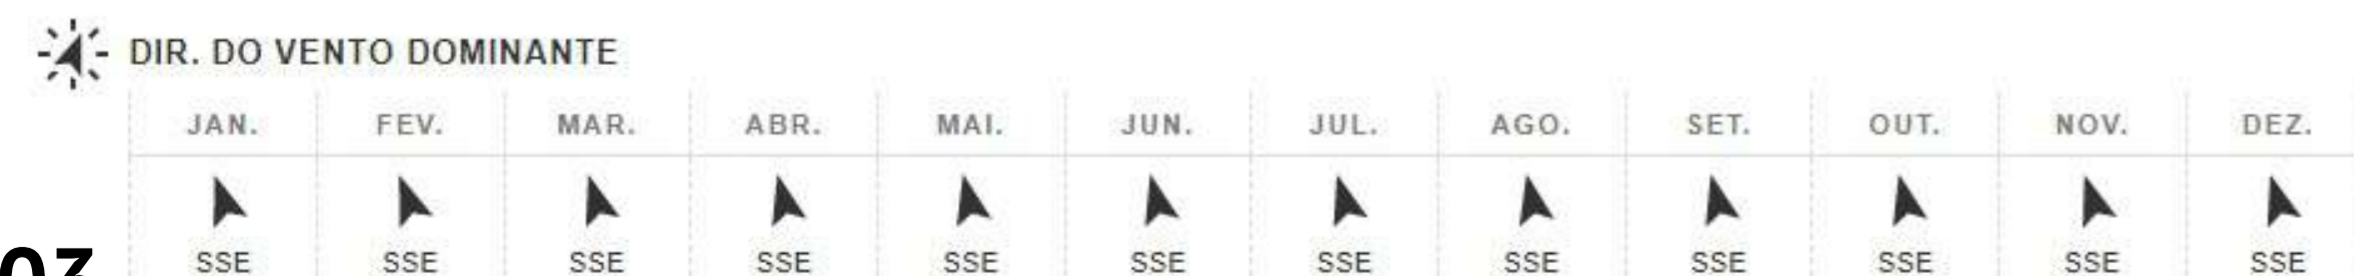 DIR. DO VENTO DOMINANTE
JAN. FEV. MAR. ABR. MAI. JUN. JUL. AGO. SET. OUT. NOV. DEZ.
SSE SSE SSE SSE SSE SSE SSE SSE SSE SSE SSE SSE
03